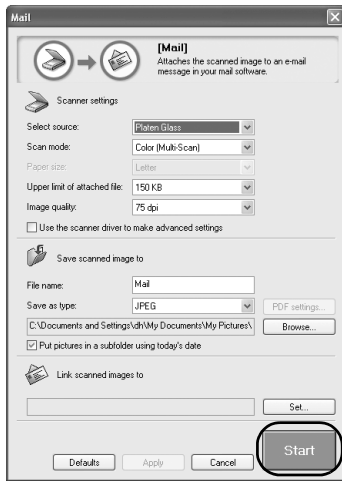 Mail
[Mail]
Attaches the scanned image to an e-mail
message in your mail software.
Scanner settings
Select source: Platen Glass
Scan mode: Color (Multi-Scan)
Paper size: Letter
Upper limit of attached file: 150 KB
Image quality: 75 dpi
Use the scanner driver to make advanced settings
Save scanned image to
File name: Mail
Save as type: JPEG PDF settings...
C:\Documents and Settings\dh\My Documents\My Pictures\ Browse...
Put pictures in a subfolder using today's date
Link scanned images to
Set...
Defaults Apply Cancel Start